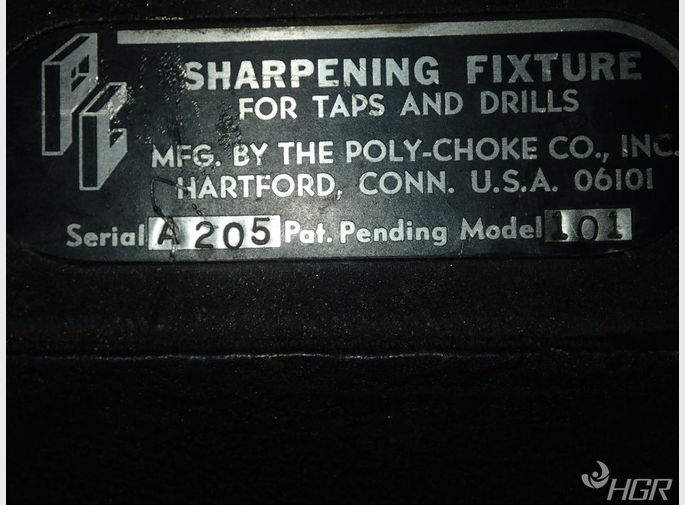 PC
SHARPENING FIXTURE
FOR TAPS AND DRILLS
MFG. BY THE POLY-CHOKE CO., INC.
HARTFORD, CONN. U.S.A. 06101
Serial A 205 Pat. Pending Model 101
HGR